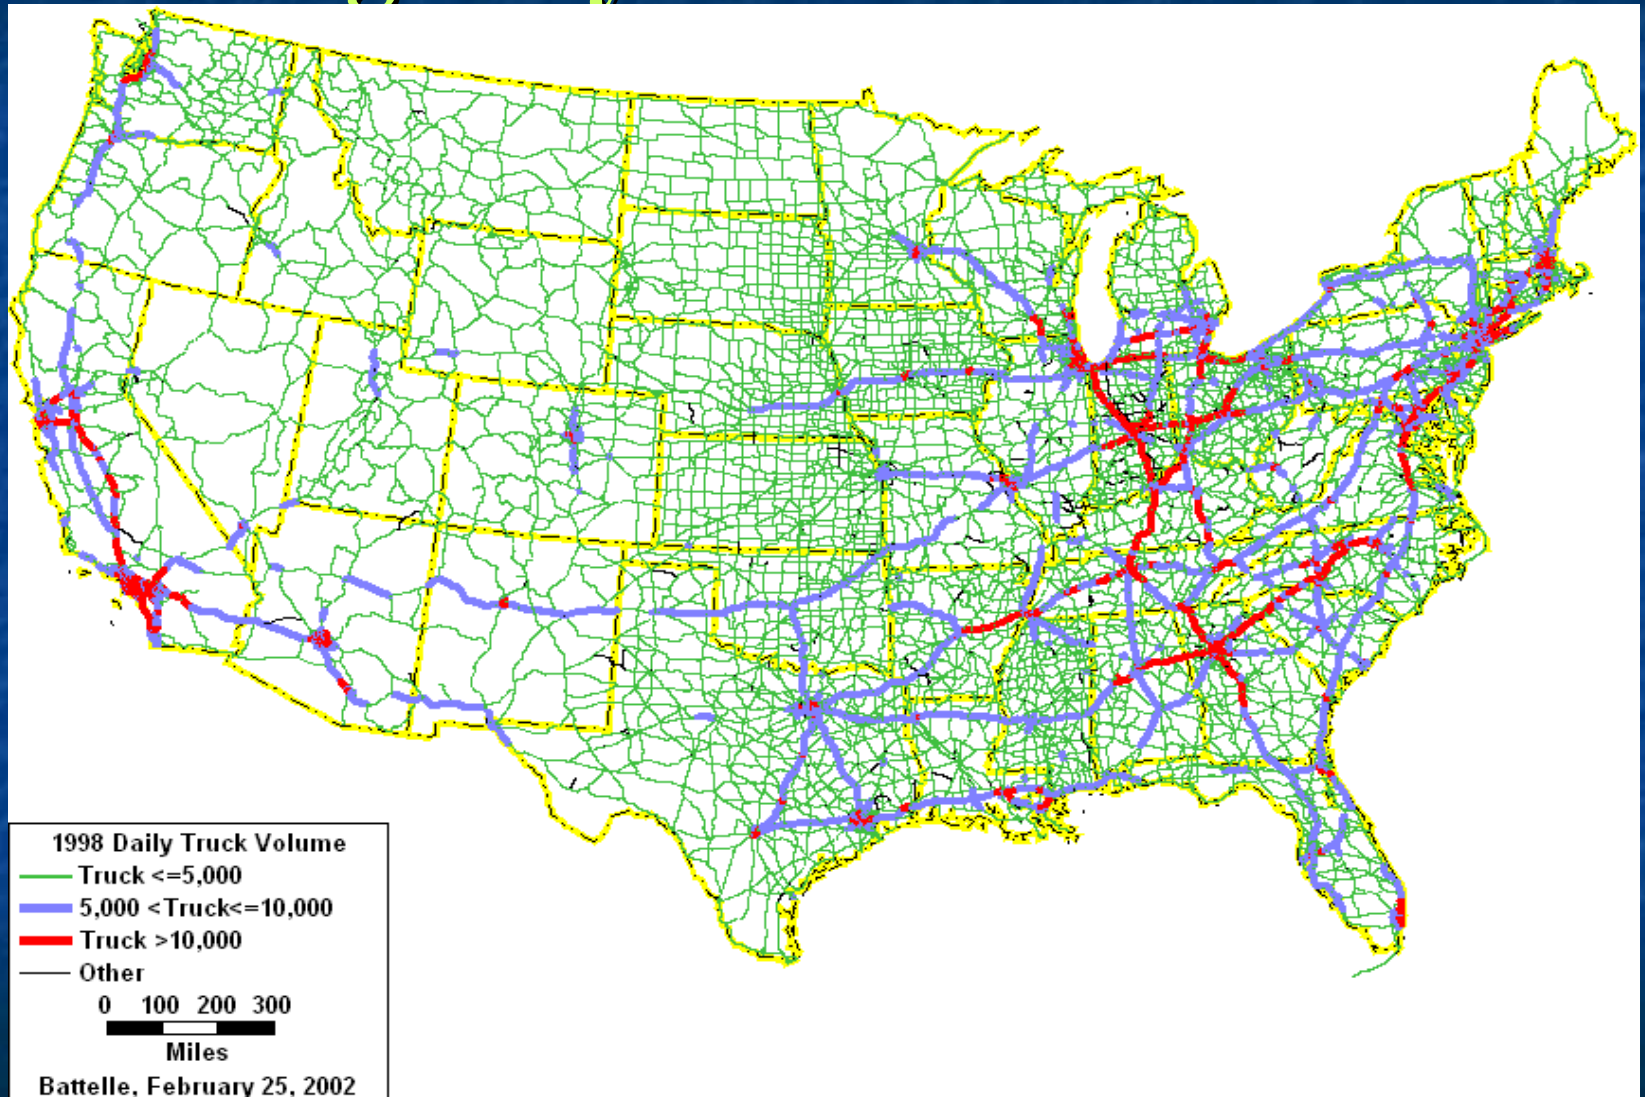 1998 Daily Truck Volume
Truck <=5,000
5,000 <Truck<=10,000
Truck >10,000
Other
0 100 200 300
Miles
Battelle, February 25, 2002